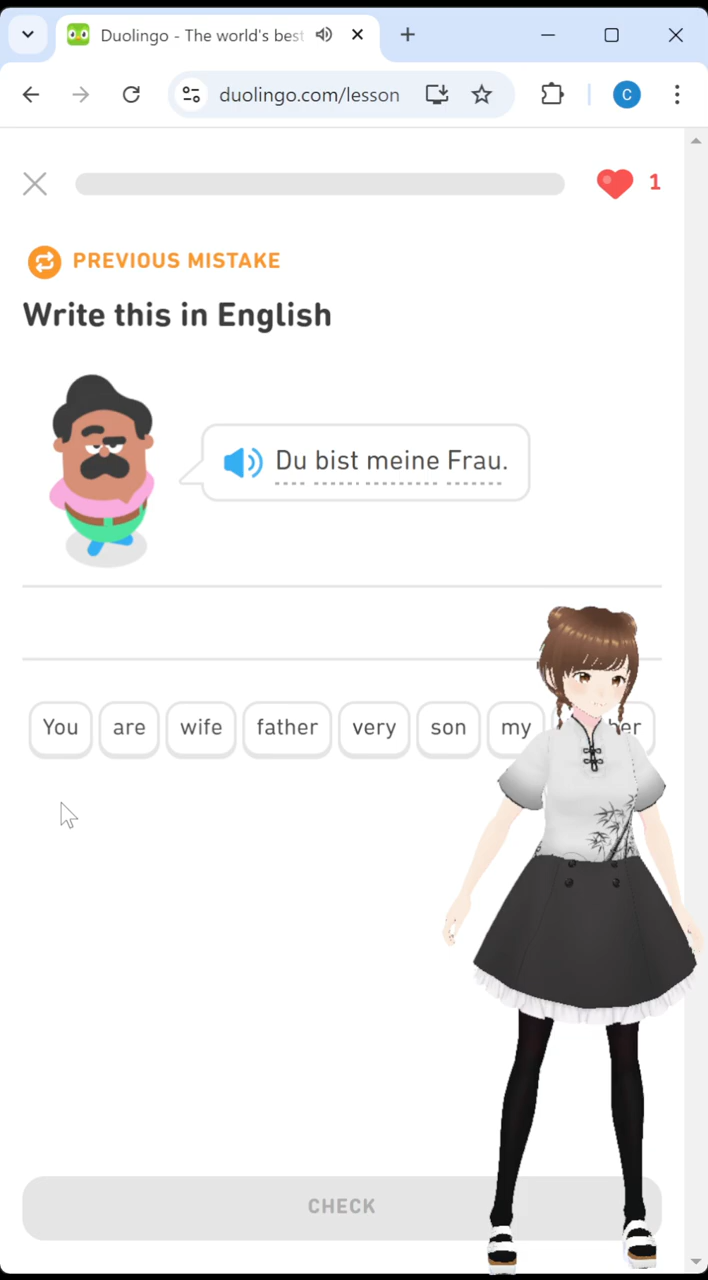 Duolingo - The world's best
duolingo.com/lesson
C
1
PREVIOUS MISTAKE
Write this in English
Du bist meine Frau.
You are wife father very son my
CHECK